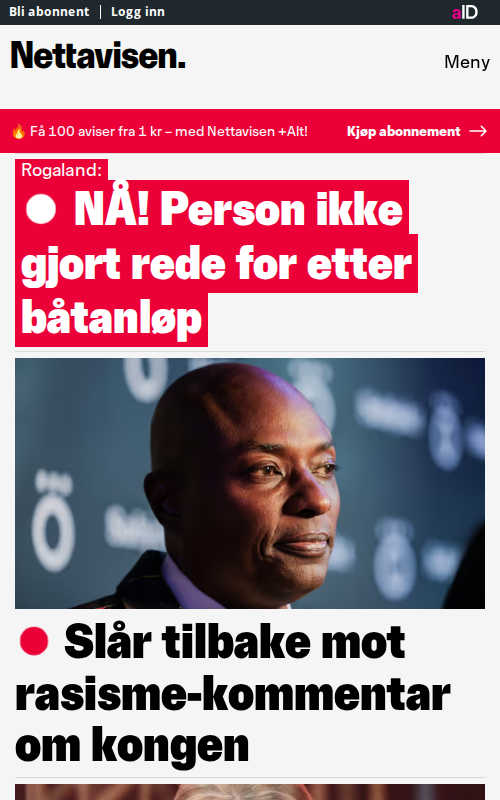 Bli abonnent | Logg inn
aID
Nettavisen.
Meny
🔥 Få 100 aviser fra 1 kr – med Nettavisen +Alt!
Kjøp abonnement →
Rogaland:
NÅ! Person ikke
gjort rede for etter
båtanløp
Slår tilbake mot
rasisme-kommentar
om kongen